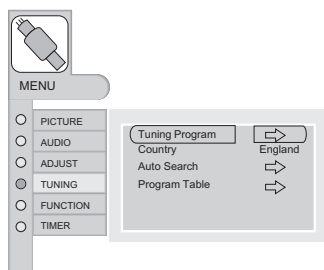 MENU
PICTURE
AUDIO
ADJUST
TUNING
FUNCTION
TIMER
Tuning Program
Country England
Auto Search
Program Table